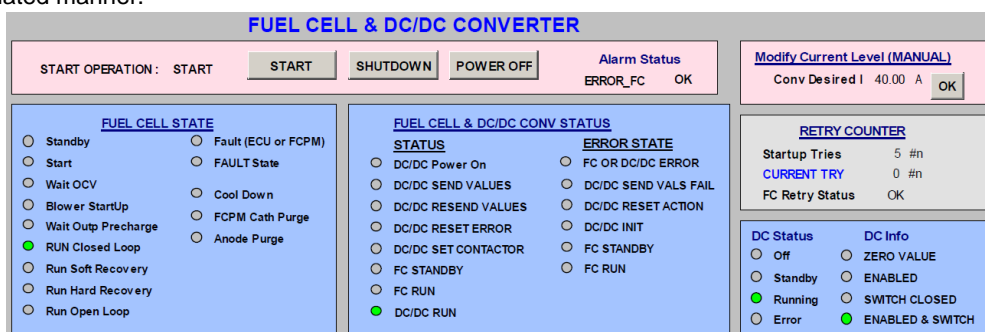 ated manner.
FUEL CELL & DC/DC CONVERTER
START OPERATION : START
START
SHUTDOWN
POWER OFF
Alarm Status
ERROR_FC OK
Modify Current Level (MANUAL)
Conv Desired I 40.00 A
OK
FUEL CELL STATE
Standby
Start
Wait OCV
Blower StartUp
Wait Outp Precharge
RUN Closed Loop
Run Soft Recovery
Run Hard Recovery
Run Open Loop
Fault (ECU or FCPM)
FAULT State
Cool Down
FCPM Cath Purge
Anode Purge
FUEL CELL & DC/DC CONV STATUS
STATUS
DC/DC Power On
DC/DC SEND VALUES
DC/DC RESEND VALUES
DC/DC RESET ERROR
DC/DC SET CONTACTOR
FC STANDBY
FC RUN
DC/DC RUN
ERROR STATE
FC OR DC/DC ERROR
DC/DC SEND VALS FAIL
DC/DC RESET ACTION
DC/DC INIT
FC STANDBY
FC RUN
RETRY COUNTER
Startup Tries 5 #n
CURRENT TRY 0 #n
FC Retry Status OK
DC Status
Off
Standby
Running
Error
DC Info
ZERO VALUE
ENABLED
SWITCH CLOSED
ENABLED & SWITCH